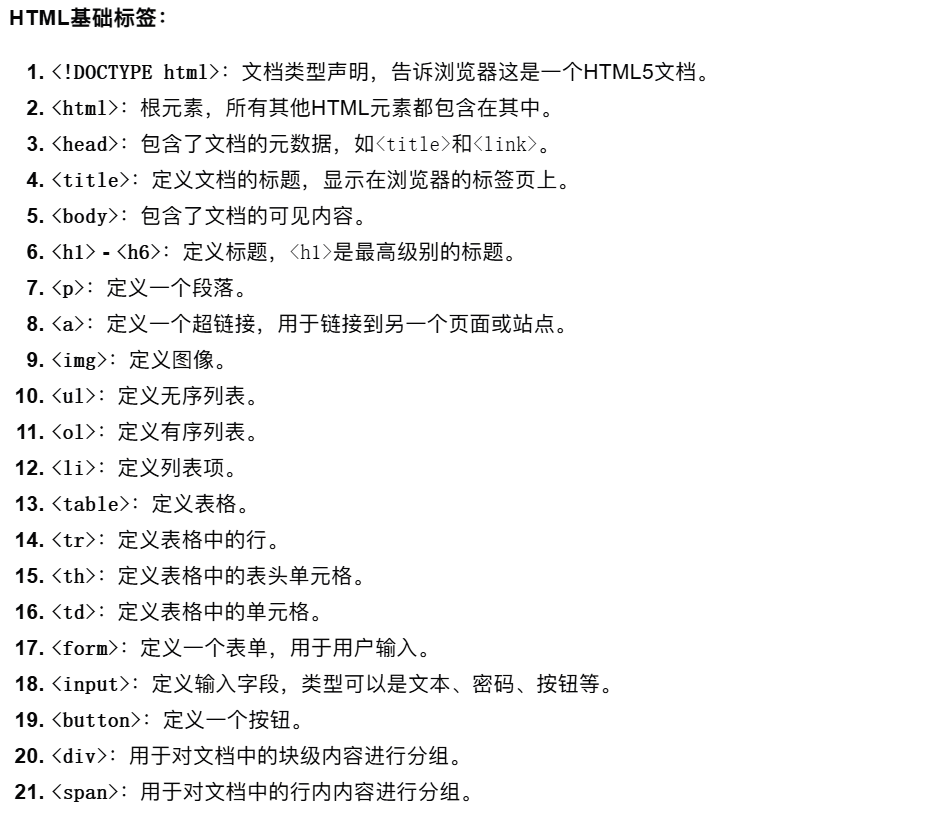 HTML基础标签：
1. <!DOCTYPE html>：文档类型声明，告诉浏览器这是一个HTML5文档。
2. <html>：根元素，所有其他HTML元素都包含在其中。
3. <head>：包含了文档的元数据，如<title>和<link>。
4. <title>：定义文档的标题，显示在浏览器的标签页上。
5. <body>：包含了文档的可见内容。
6. <h1> - <h6>：定义标题，<h1>是最高级别的标题。
7. <p>：定义一个段落。
8. <a>：定义一个超链接，用于链接到另一个页面或站点。
9. <img>：定义图像。
10. <ul>：定义无序列表。
11. <ol>：定义有序列表。
12. <li>：定义列表项。
13. <table>：定义表格。
14. <tr>：定义表格中的行。
15. <th>：定义表格中的表头单元格。
16. <td>：定义表格中的单元格。
17. <form>：定义一个表单，用于用户输入。
18. <input>：定义输入字段，类型可以是文本、密码、按钮等。
19. <button>：定义一个按钮。
20. <div>：用于对文档中的块级内容进行分组。
21. <span>：用于对文档中的行内内容进行分组。